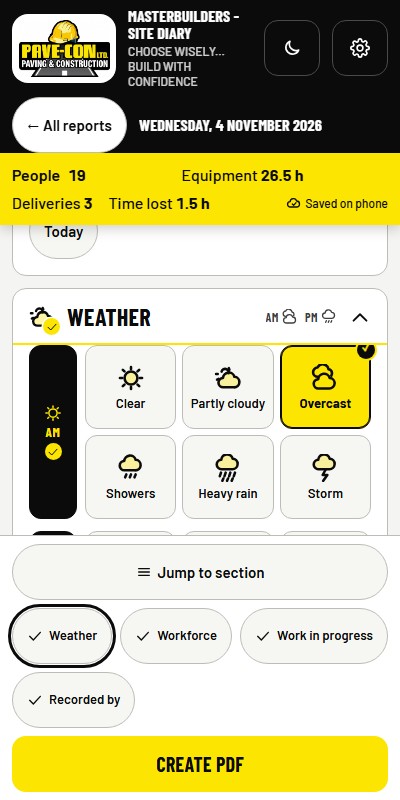 PAVE-CON LTD.
PAVING & CONSTRUCTION
MASTERBUILDERS -
SITE DIARY
CHOOSE WISELY...
BUILD WITH
CONFIDENCE
← All reports
WEDNESDAY, 4 NOVEMBER 2026
People 19
Equipment 26.5 h
Deliveries 3
Time lost 1.5 h
Saved on phone
Today
WEATHER
AM
PM
AM
Clear
Partly cloudy
Overcast
Showers
Heavy rain
Storm
Jump to section
Weather
Workforce
Work in progress
Recorded by
CREATE PDF